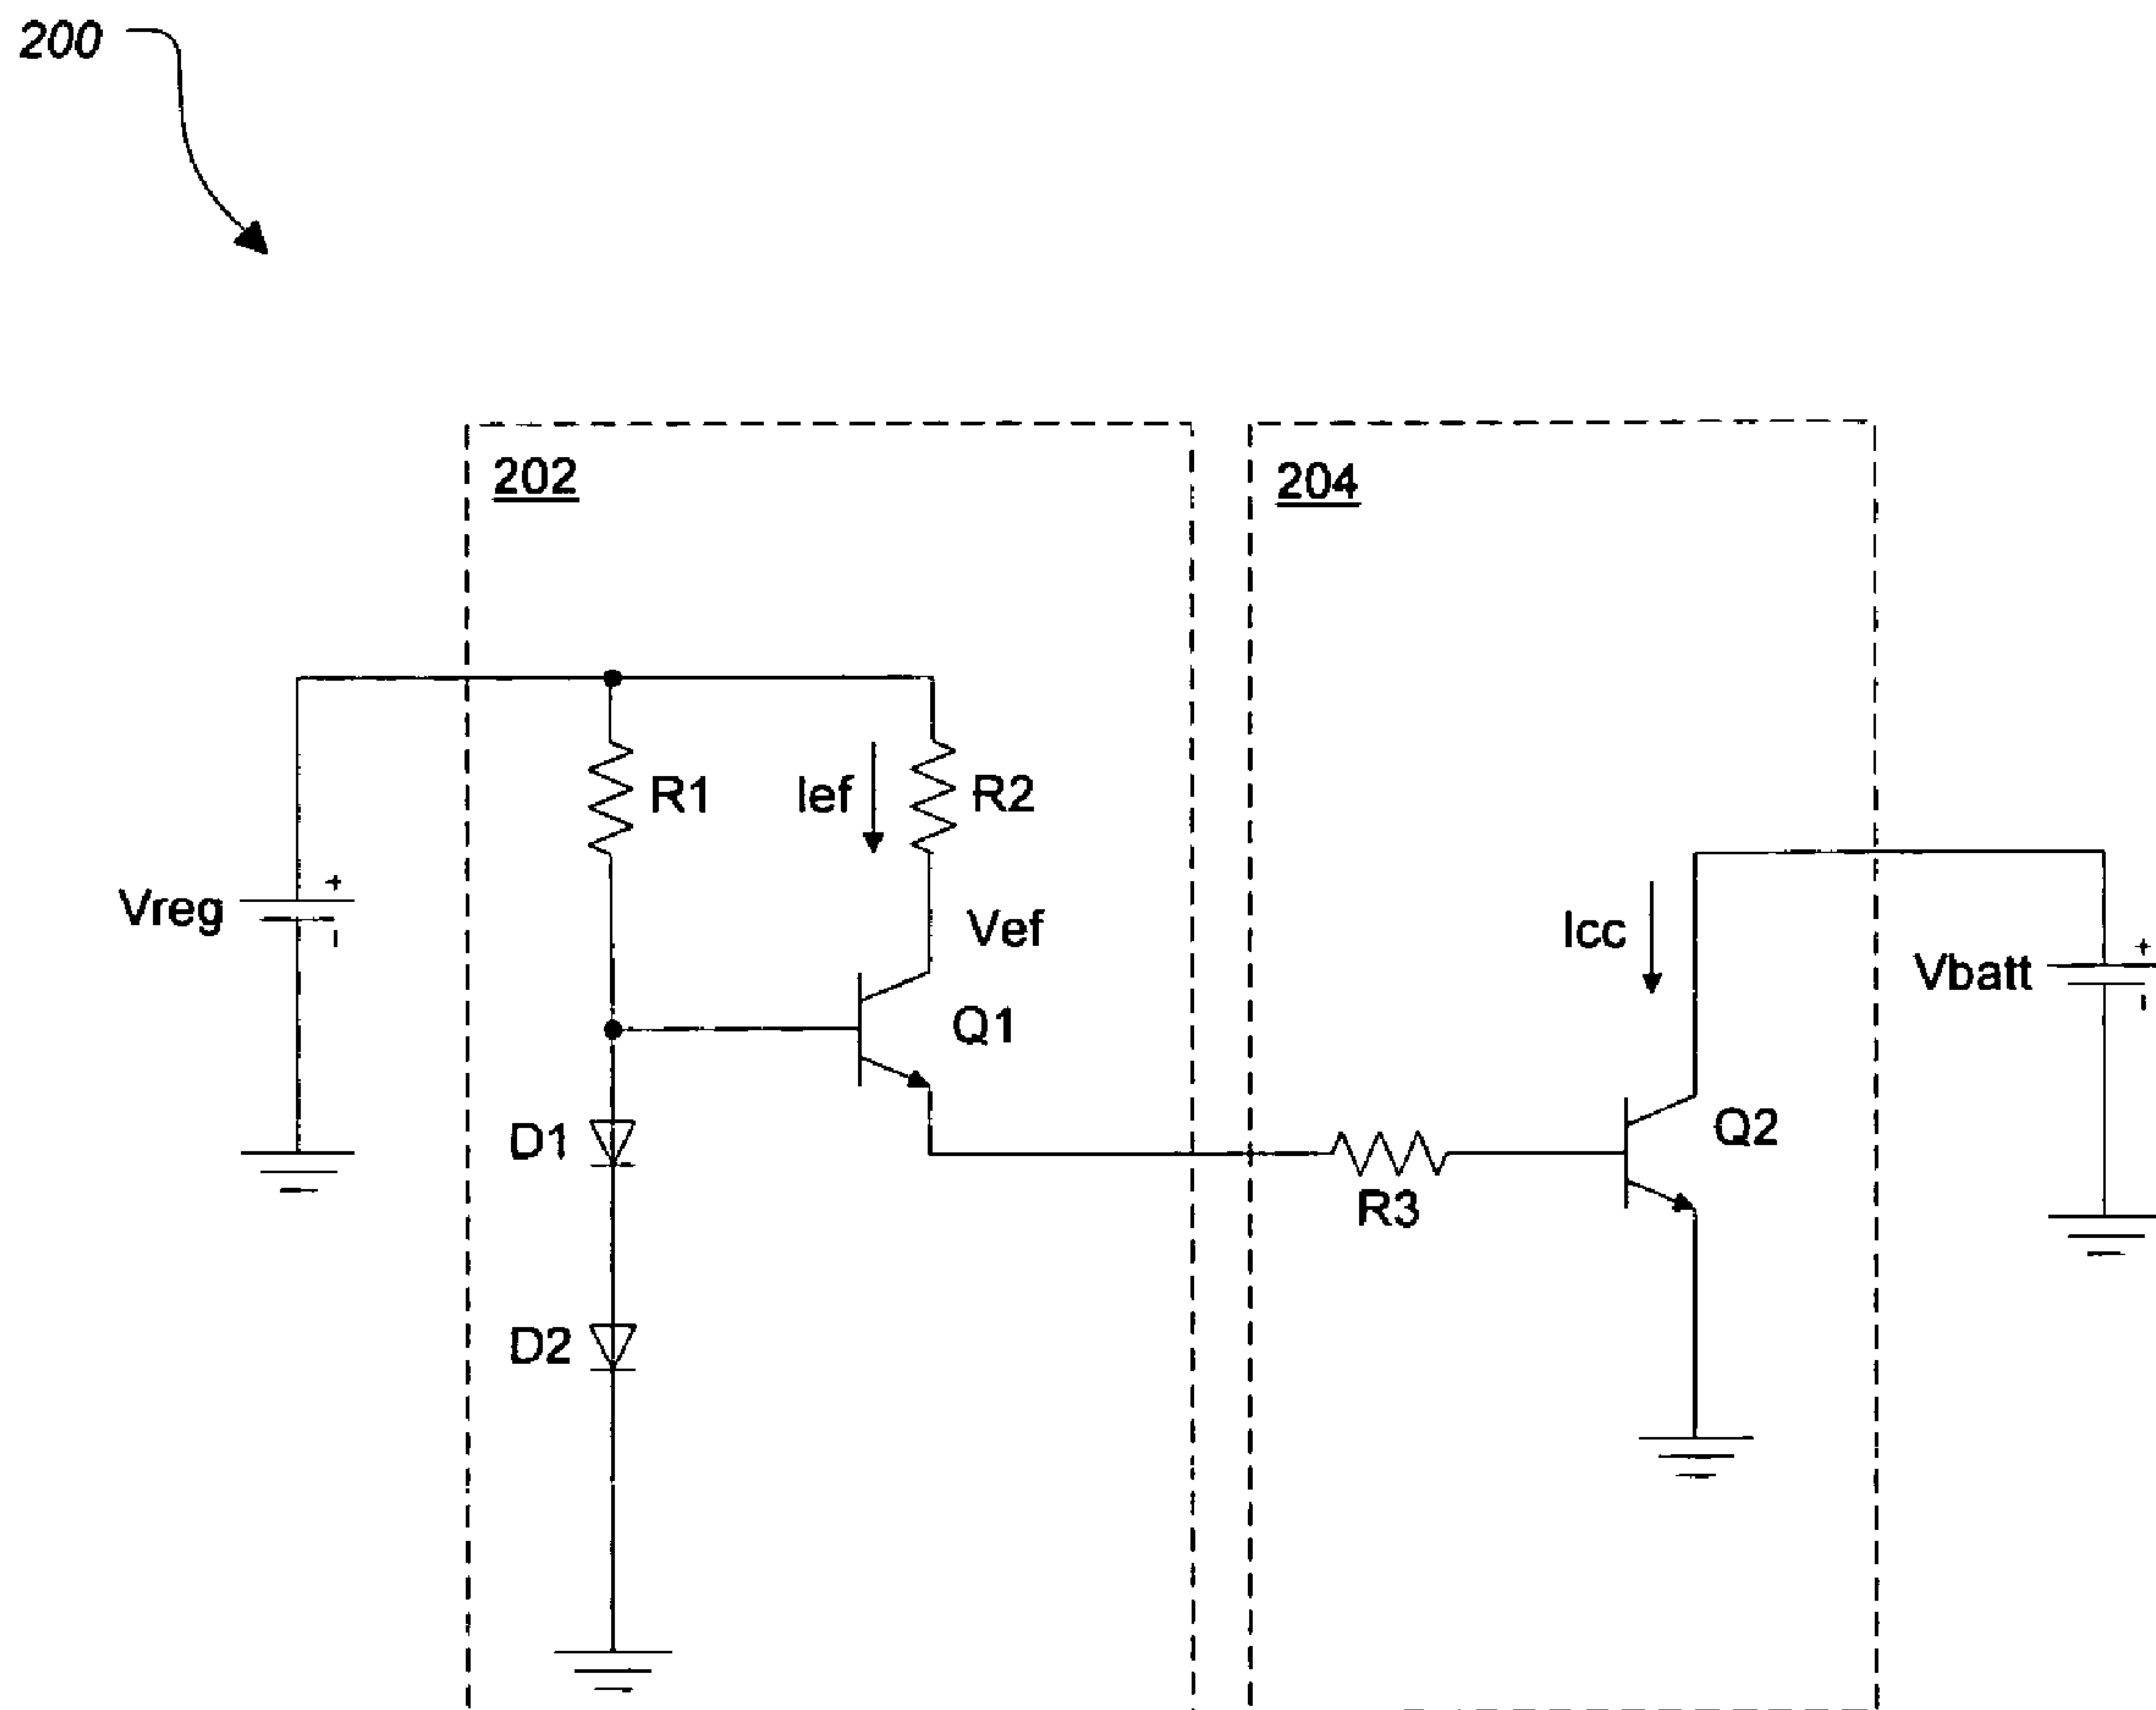 200
202
204
R1
Ief
R2
Vreg
+
-
Vef
Icc
Vbatt
+
-
Q1
D1
Q2
R3
D2